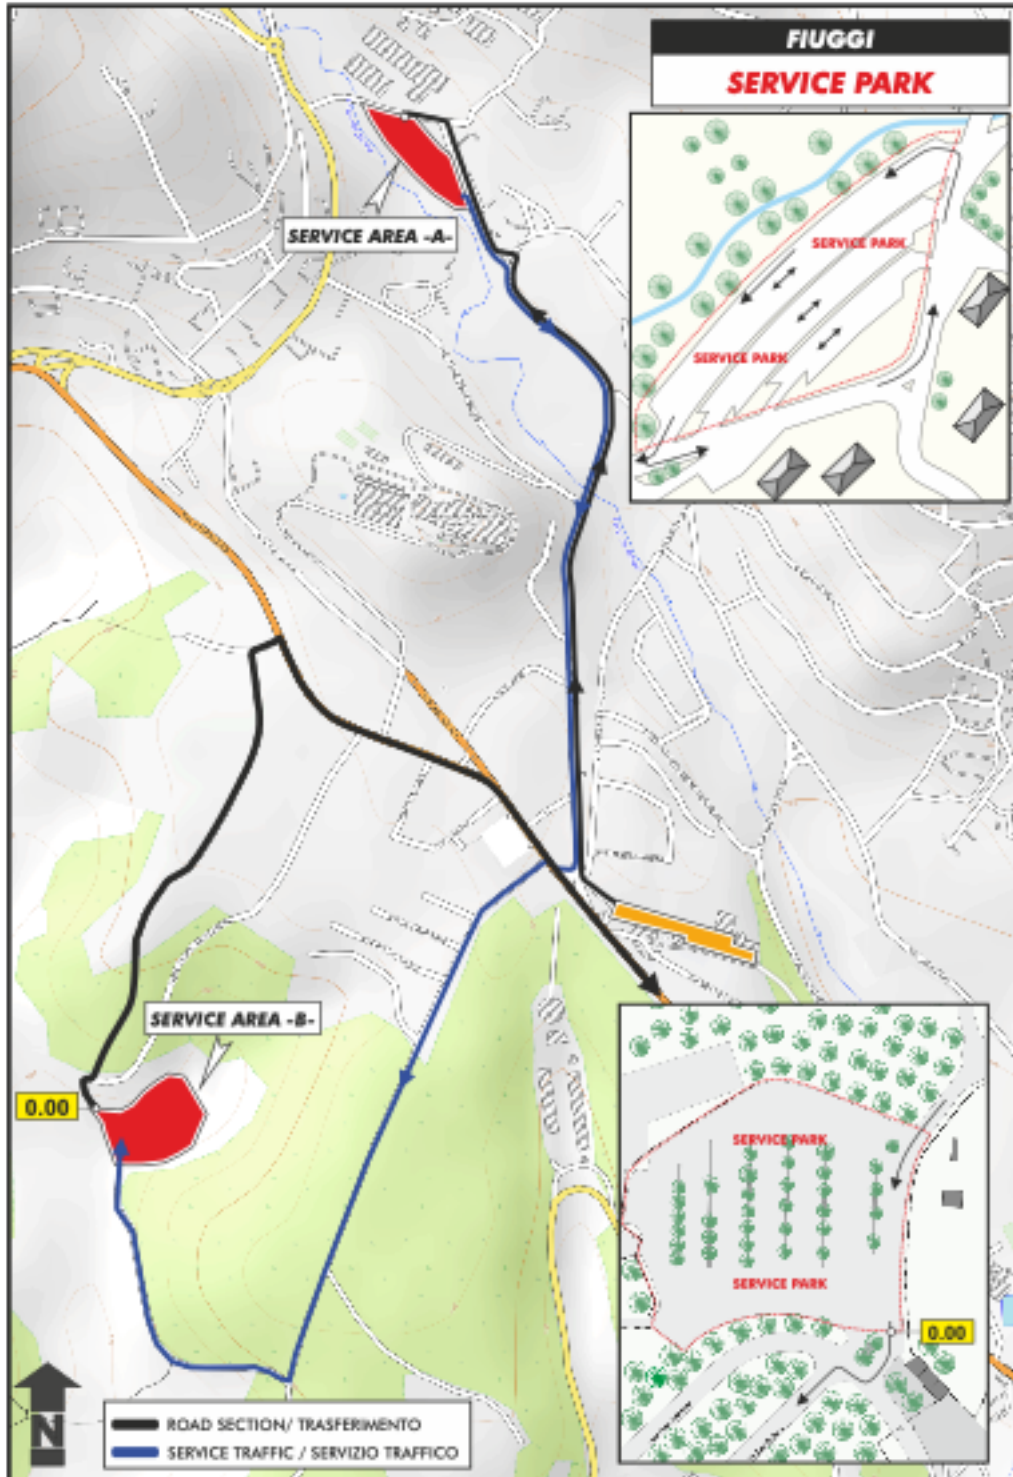 FIUGGI
SERVICE PARK
SERVICE PARK
SERVICE PARK
SERVICE AREA -A-
SERVICE AREA -B-
0.00
SERVICE PARK
SERVICE PARK
0.00
N
ROAD SECTION/ TRASFERIMENTO
SERVICE TRAFFIC / SERVIZIO TRAFFICO